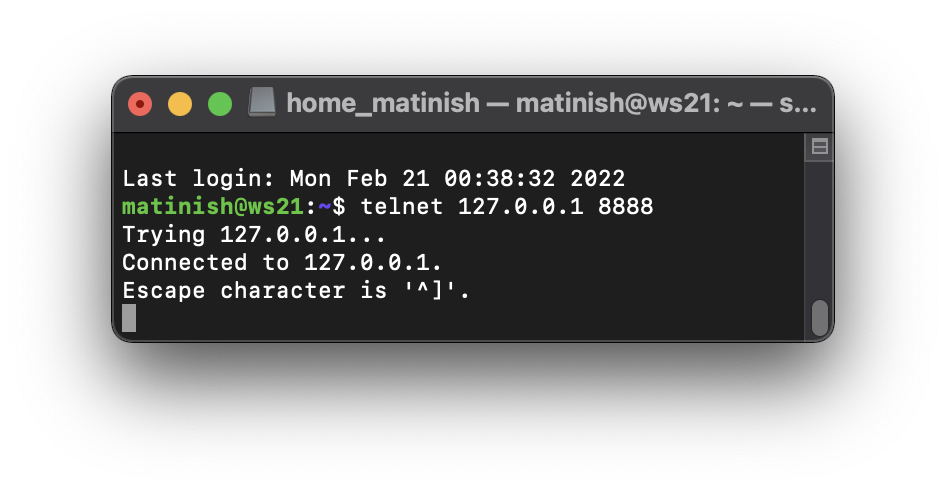 home_matinish — matinish@ws21: ~ — s...
Last login: Mon Feb 21 00:38:32 2022
matinish@ws21:~$ telnet 127.0.0.1 8888
Trying 127.0.0.1...
Connected to 127.0.0.1.
Escape character is '^]'.